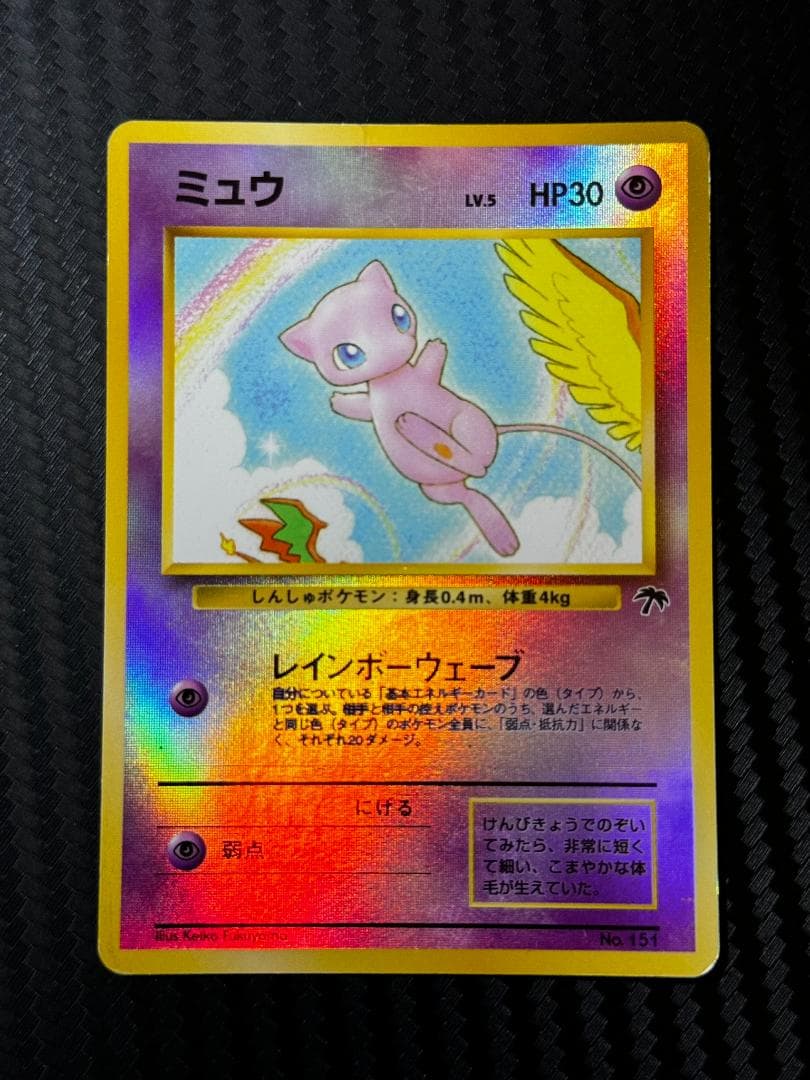 ミュウ
LV.5 HP30
しんしゅポケモン：身長0.4m、体重4kg
レインボーウェーブ
自分についている「基本エネルギーカード」の色（タイプ）から、
1つを選ぶ。相手と相手の控えポケモンのうち、選んだエネルギー
と同じ色（タイプ）のポケモン全員に、「弱点・抵抗力」に関係な
く、それぞれ20ダメージ。
にげる
弱点
けんびきょうでのぞい
てみたら、非常に短く
て細い、こまやかな体
毛が生えていた。
Illus. Keiko Fukuyama
No. 151